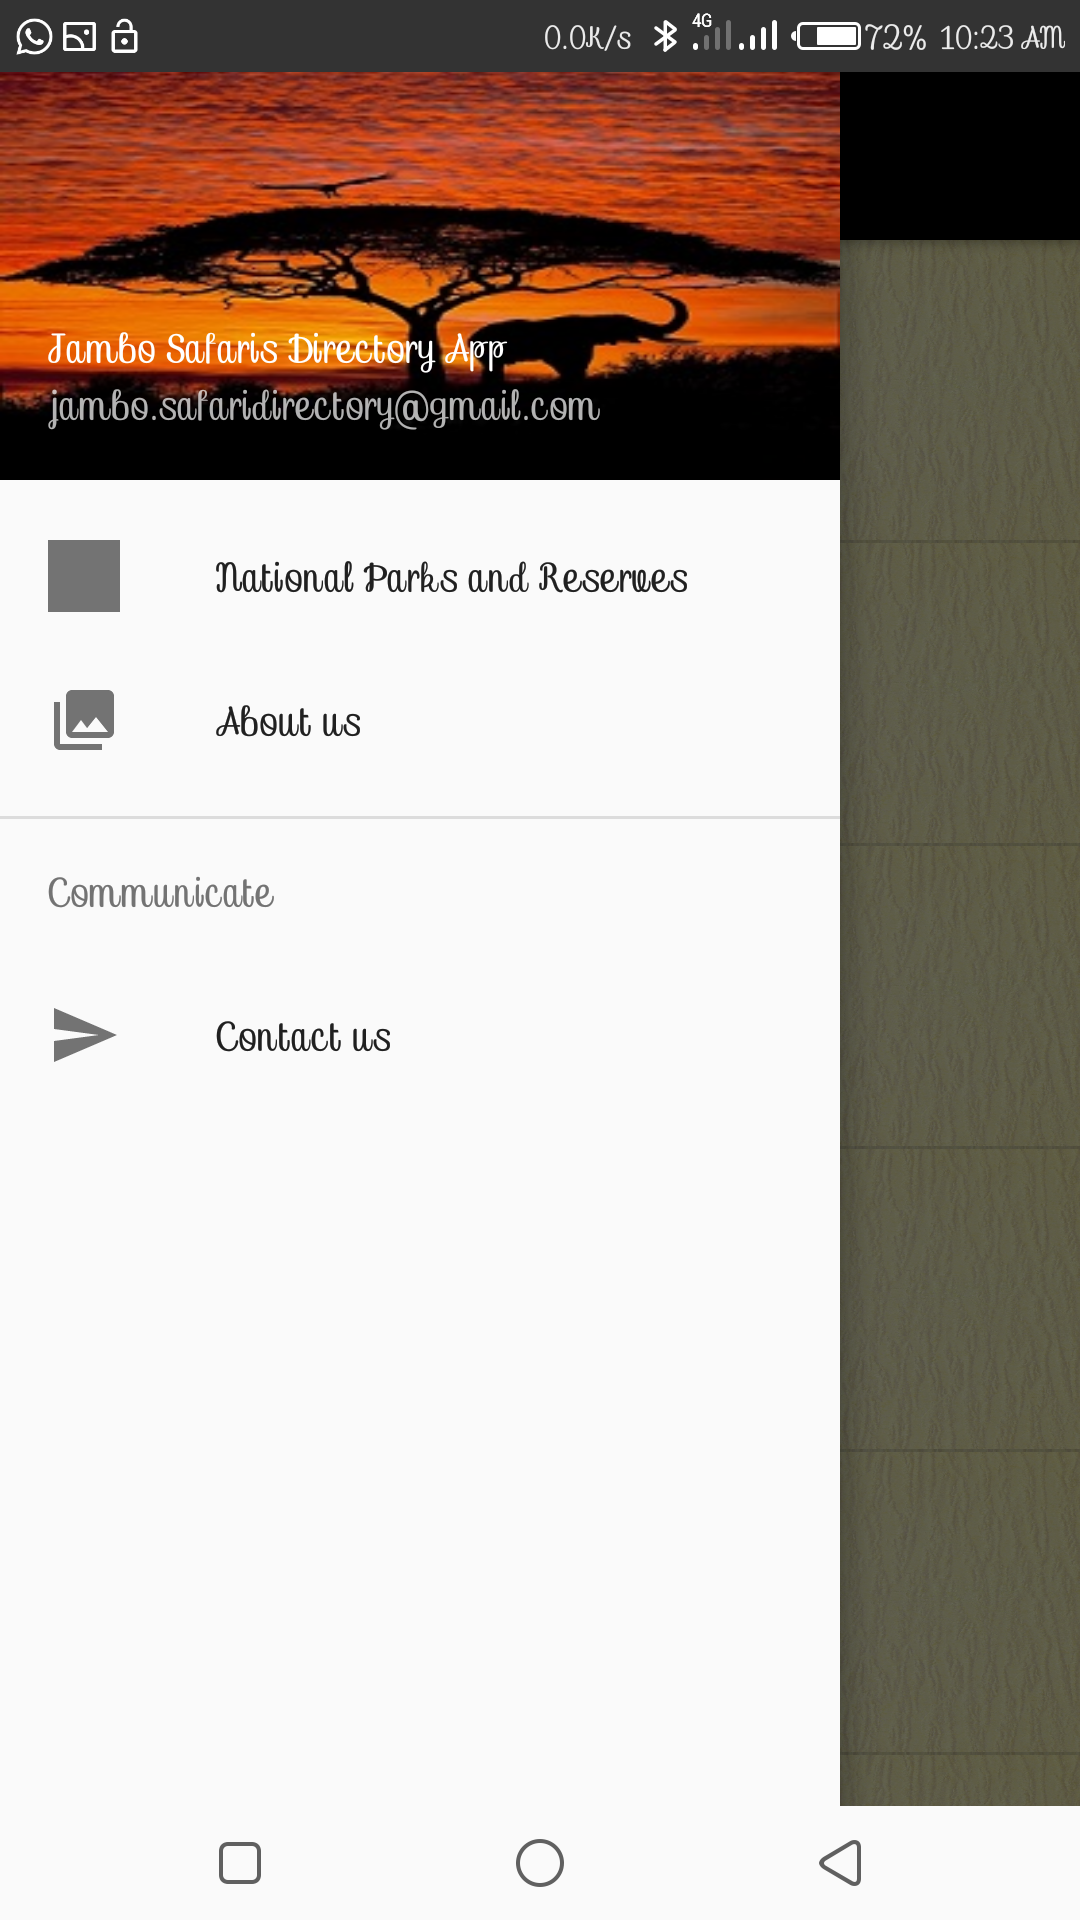 0.0K/s 4G 72% 10:23 AM
Jambo Safaris Directory App
jambo.safaridirectory@gmail.com
National Parks and Reserves
About us
Communicate
Contact us